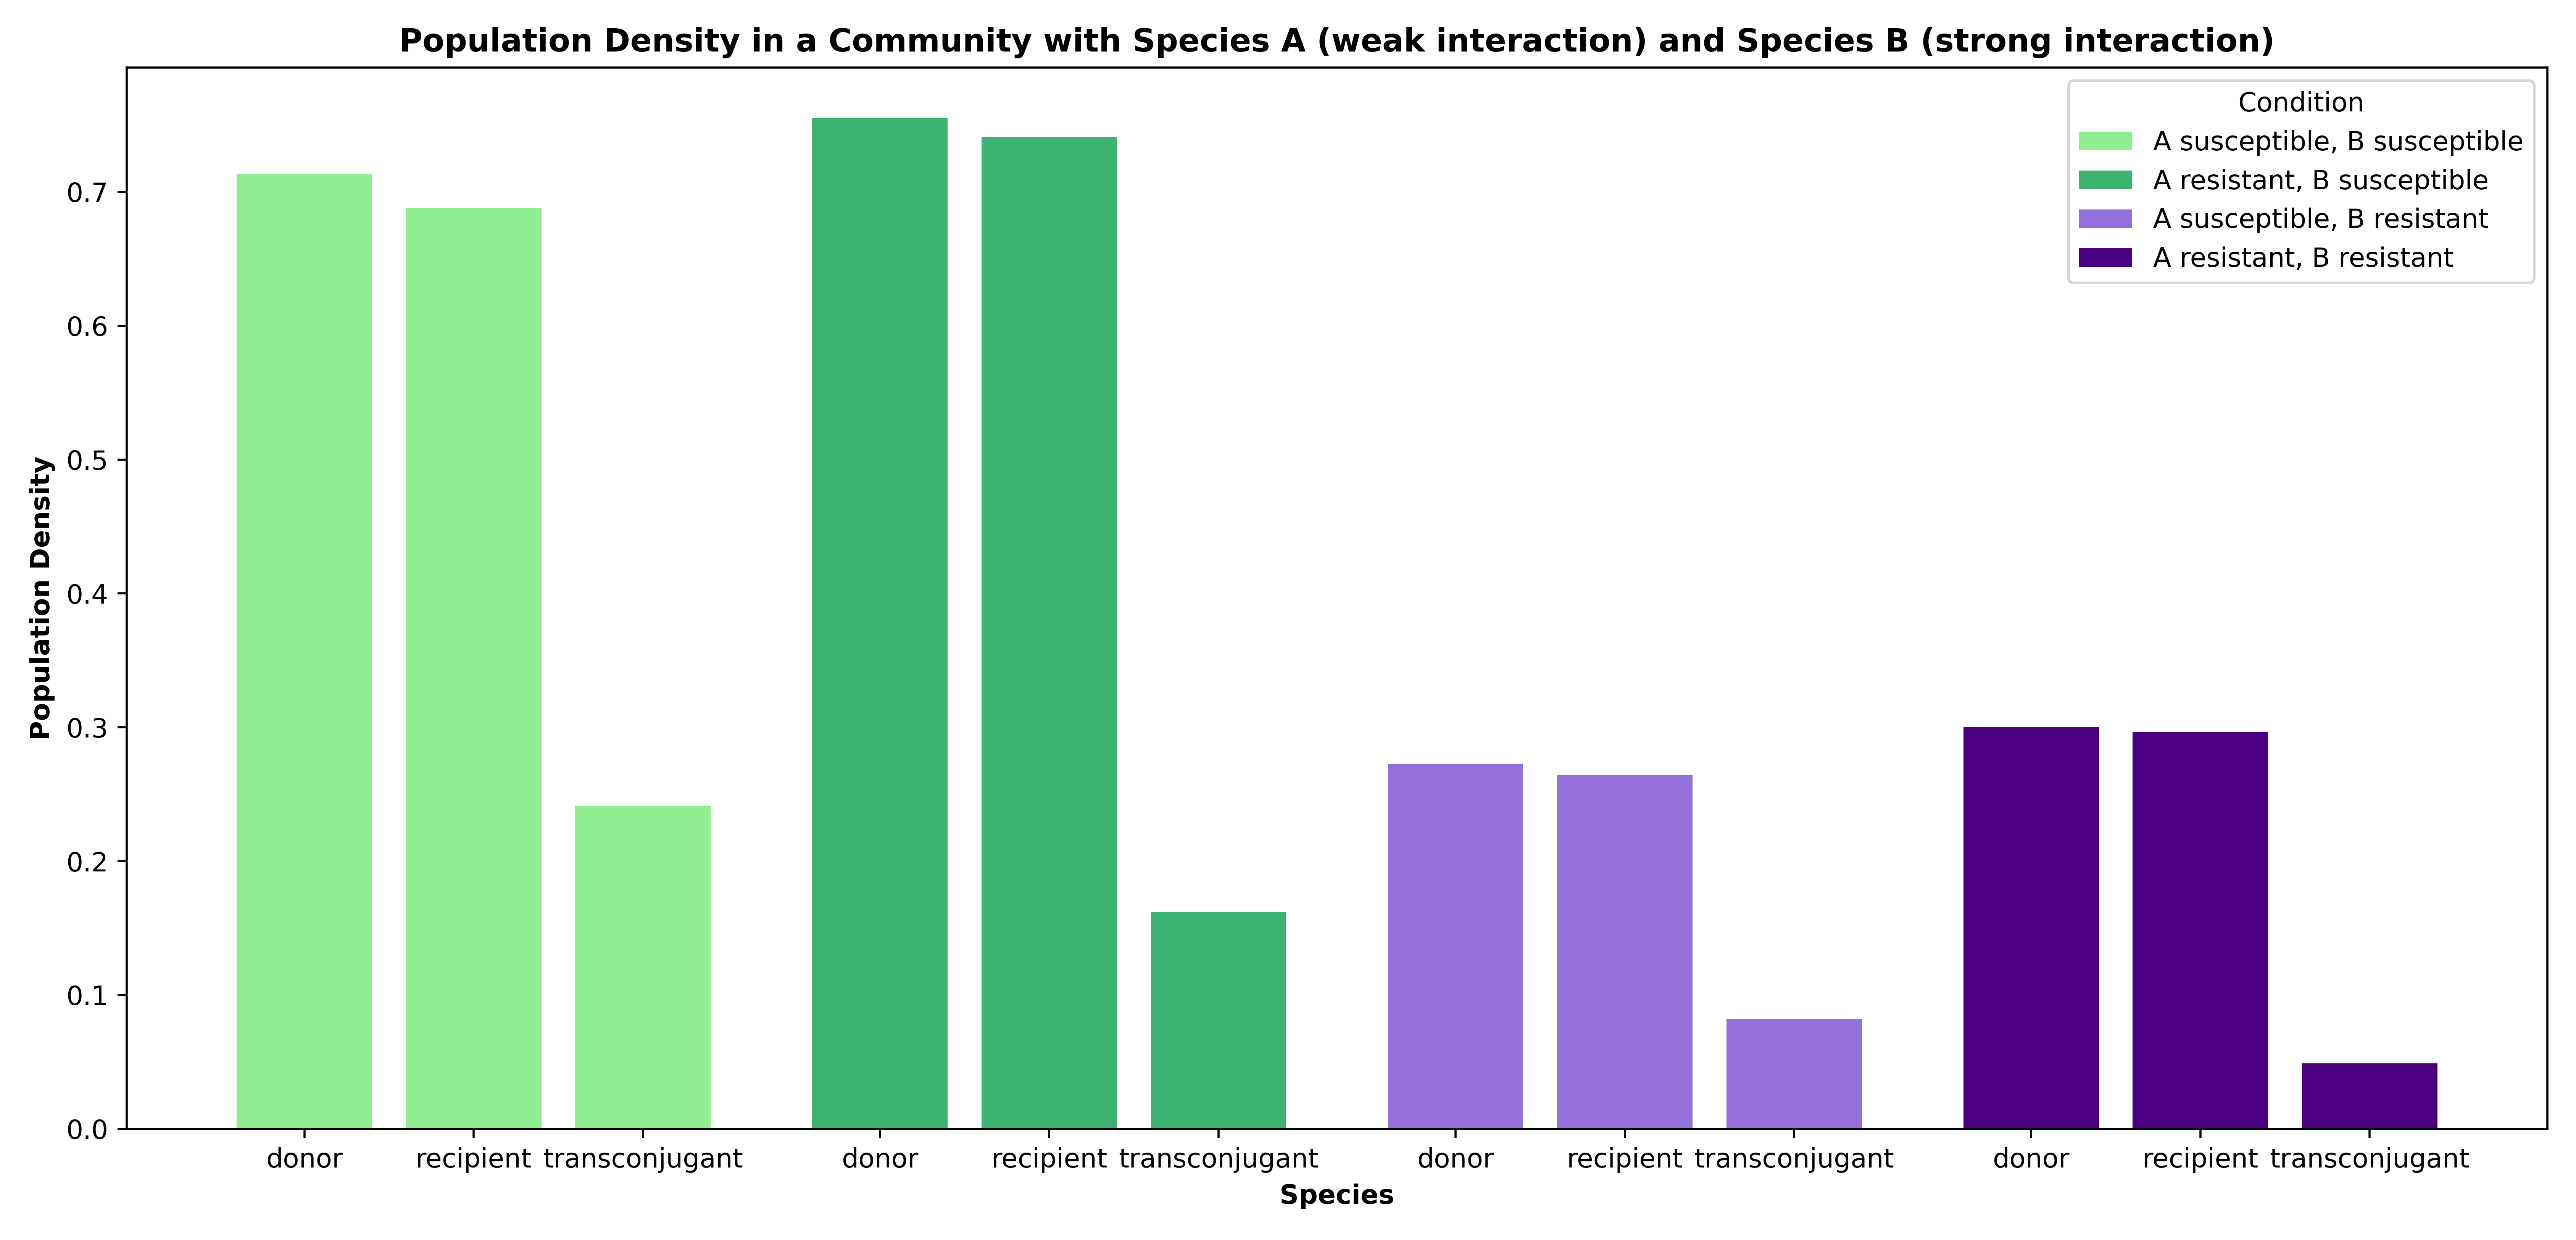 Population Density in a Community with Species A (weak interaction) and Species B (strong interaction)
Condition
A susceptible, B susceptible
A resistant, B susceptible
A susceptible, B resistant
A resistant, B resistant
Population Density
0.7
0.6
0.5
0.4
0.3
0.2
0.1
0.0
donor recipient transconjugant donor recipient transconjugant donor recipient transconjugant donor recipient transconjugant
Species